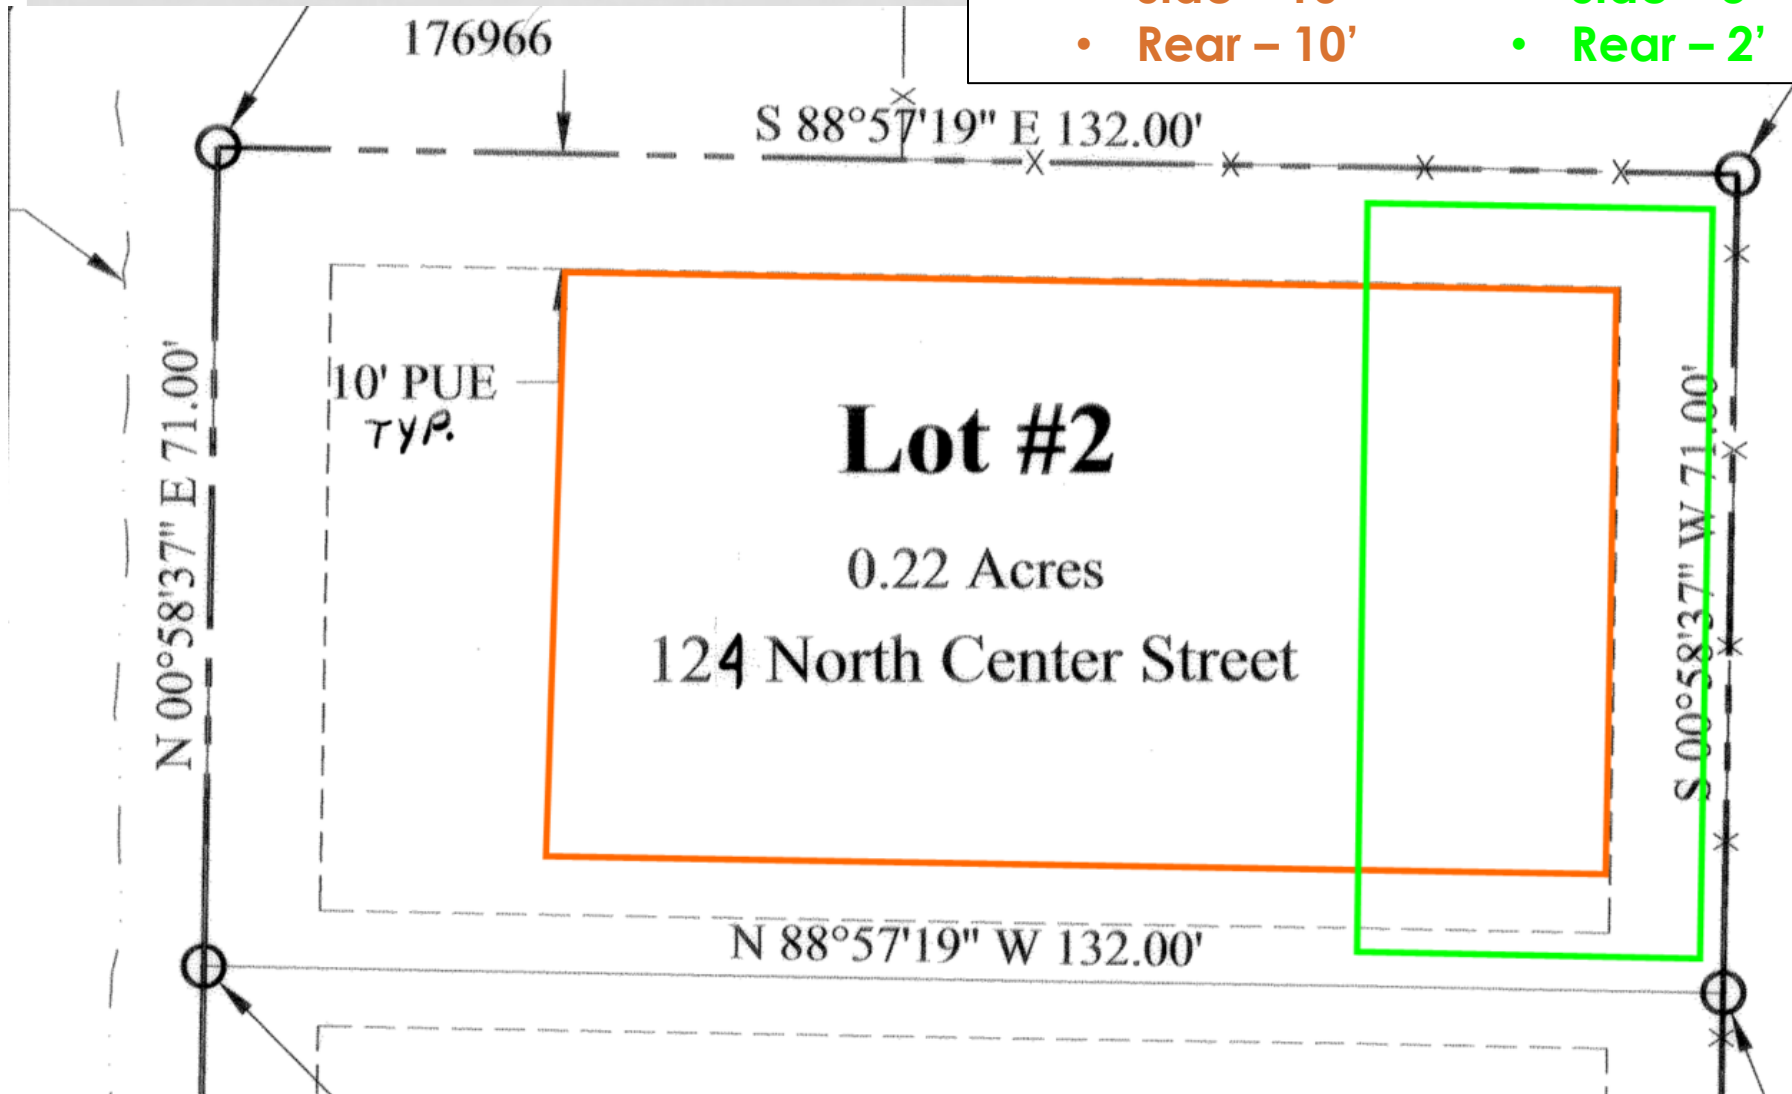 • Rear – 10’
• Rear – 2’
176966
S 88°57'19" E 132.00'
N 00°58'37" E 71.00'
10' PUE
TYP.
Lot #2
0.22 Acres
124 North Center Street
S 00°58'37" W 71.00'
N 88°57'19" W 132.00'